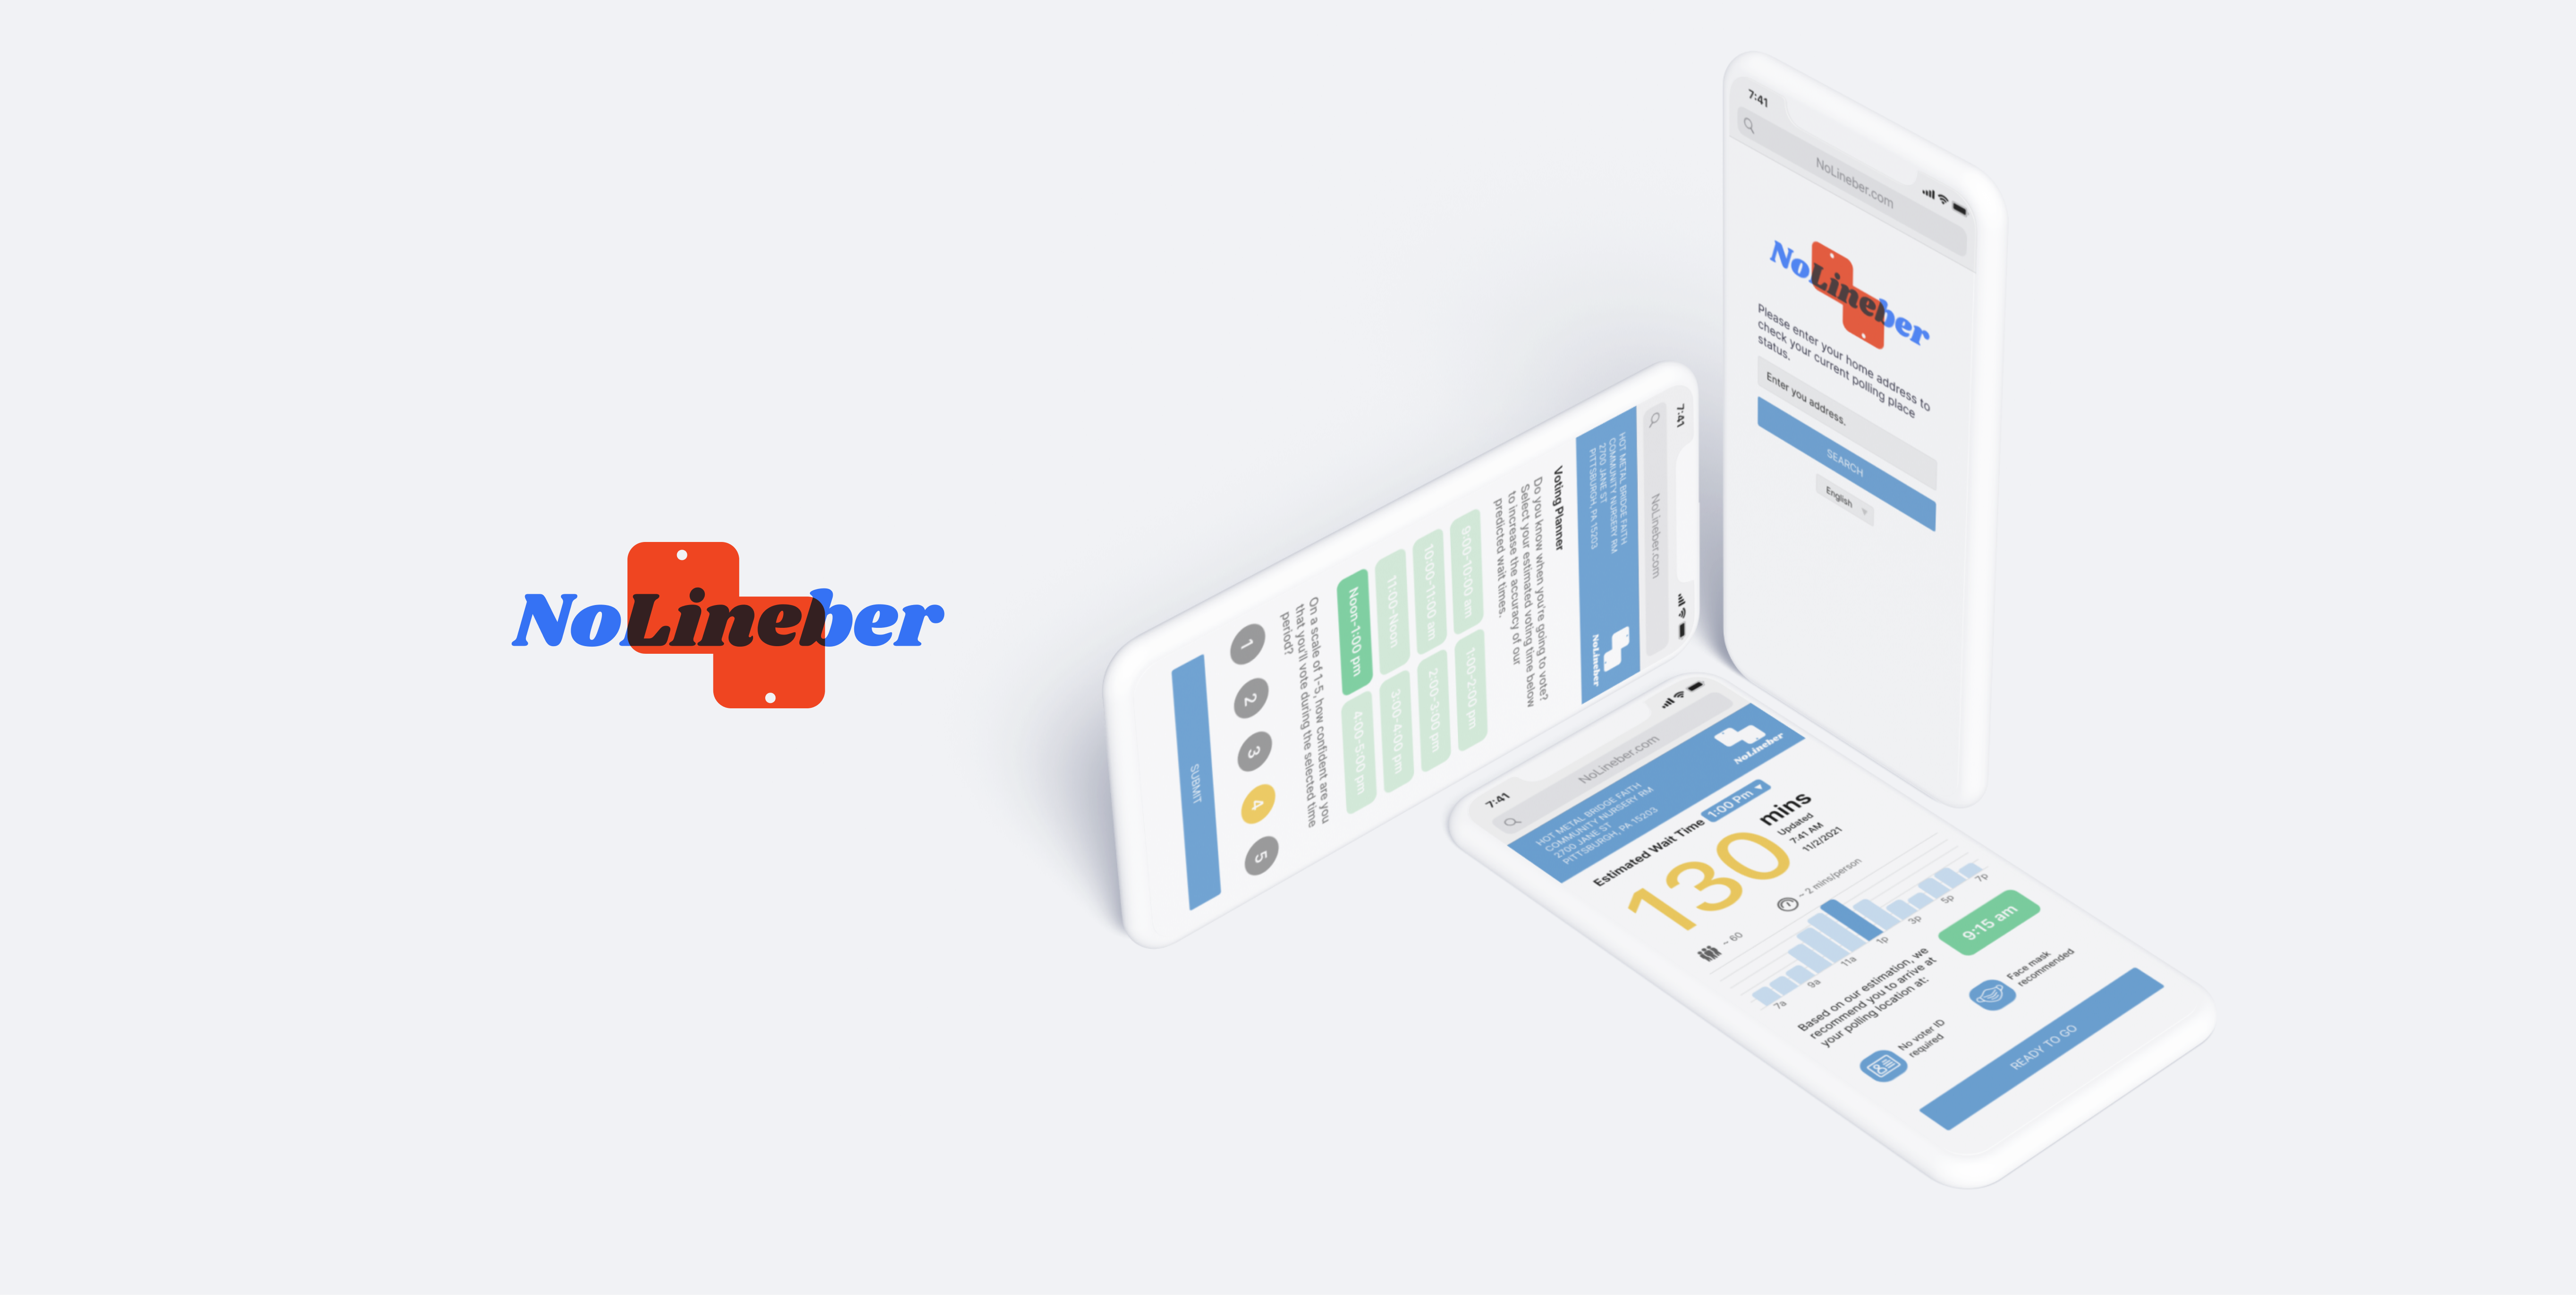 NoLineber
7:41
NoLineber.com
NoLineber
Please enter your home address to
check your current polling place
status.
Enter you address.
SEARCH
English
7:41
NoLineber.com
HOT METAL BRIDGE FAITH
COMMUNITY NURSERY RM
2700 JANE ST
PITTSBURGH, PA 15203
NoLineber
Voting Planner
Do you know when you're going to vote?
Select your estimated voting time below
to increase the accuracy of our
predicted wait times.
9:00-10:00 am
1:00-2:00 pm
10:00-11:00 am
2:00-3:00 pm
11:00-Noon
3:00-4:00 pm
Noon-1:00 pm
4:00-5:00 pm
On a scale of 1-5, how confident are you
that you'll vote during the selected time
period?
1 2 3 4 5
SUBMIT
7:41
NoLineber.com
HOT METAL BRIDGE FAITH
COMMUNITY NURSERY RM
2700 JANE ST
PITTSBURGH, PA 15203
NoLineber
Estimated Wait Time 1:00 Pm
130 mins
Updated
7:41 AM
11/2/2021
~ 60
~ 2 mins/person
7a 9a 11a 1p 3p 5p 7p
Based on our estimation, we
recommend you to arrive at
your polling location at:
9:15 am
No voter ID
required
Face mask
recommended
READY TO GO